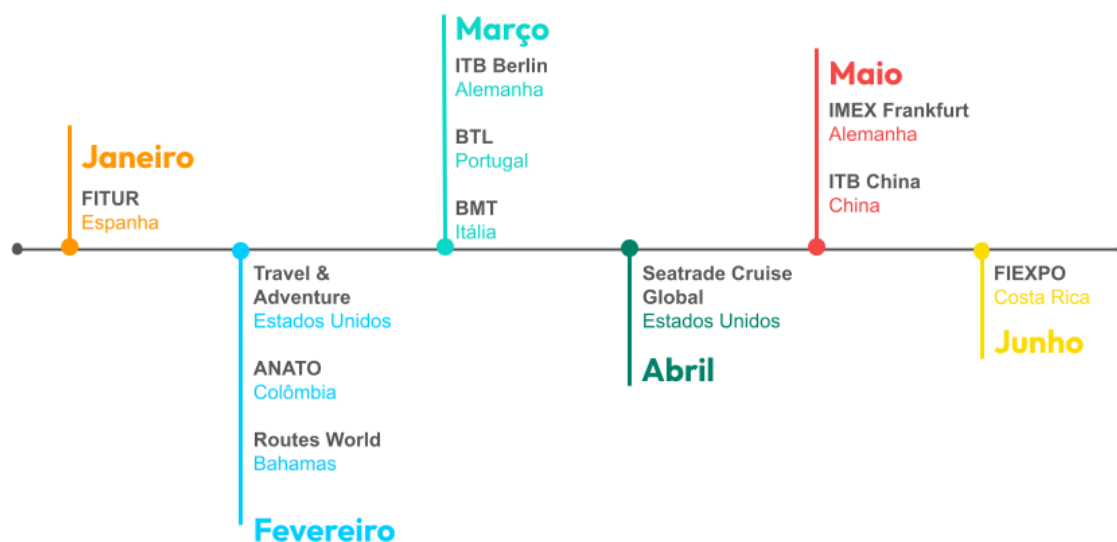 Janeiro
FITUR
Espanha
Travel &
Adventure
Estados Unidos
ANATO
Colômbia
Routes World
Bahamas
Fevereiro
Março
ITB Berlin
Alemanha
BTL
Portugal
BMT
Itália
Seatrade Cruise
Global
Estados Unidos
Abril
Maio
IMEX Frankfurt
Alemanha
ITB China
China
FIEXPO
Costa Rica
Junho